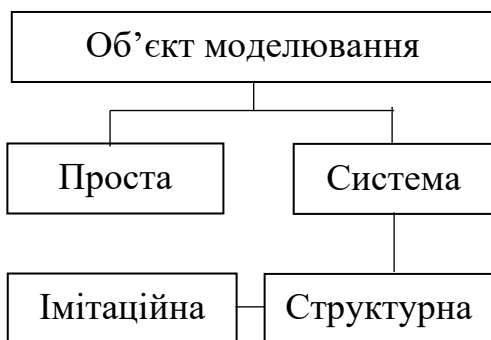 Об’єкт моделювання
Проста
Система
Імітаційна
Структурна